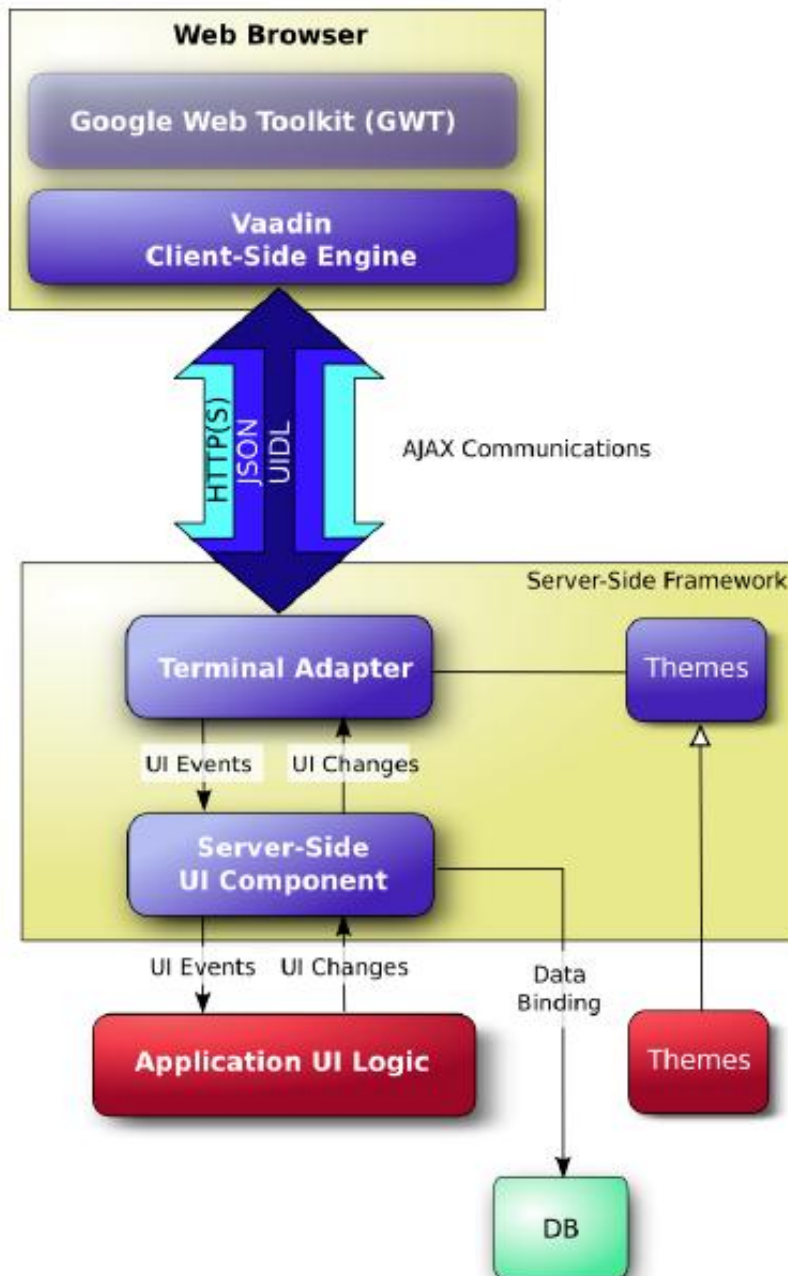 Web Browser
Google Web Toolkit (GWT)
Vaadin
Client-Side Engine
HTTP(S)
JSON
UIDL
AJAX Communications
Server-Side Framework
Terminal Adapter
Themes
UI Events
UI Changes
Server-Side
UI Component
UI Events
UI Changes
Data
Binding
Application UI Logic
Themes
DB